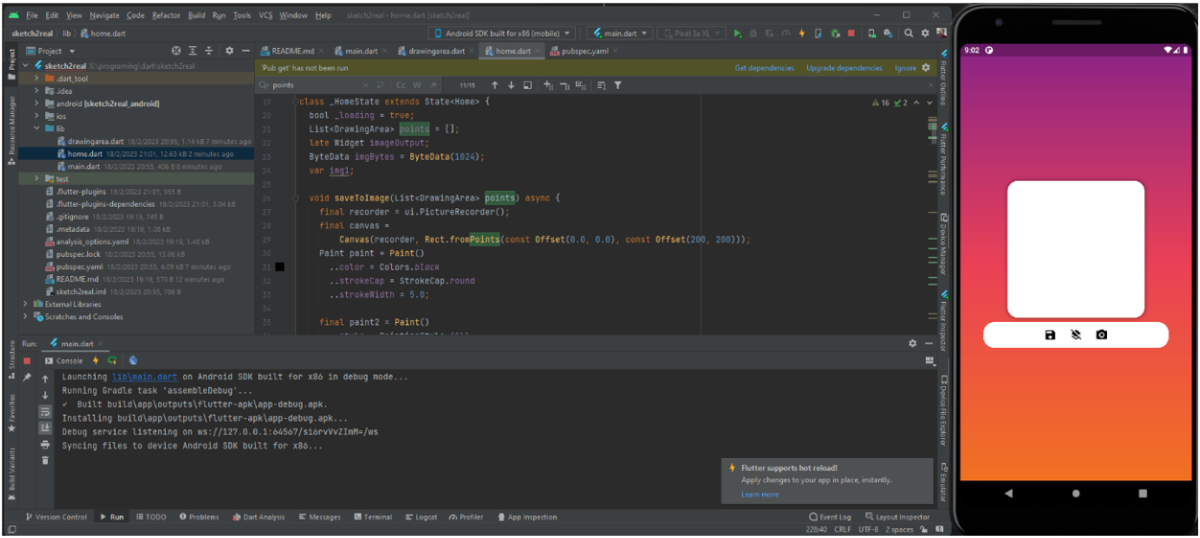 File Edit View Navigate Code Refactor Build Run Tools VCS Window Help sketch2real - home.dart [sketch2real]
sketch2real lib home.dart Android SDK built for x86 (mobile) main.dart Pixel 3a XL
Project README.md main.dart drawingarea.dart home.dart pubspec.yaml
sketch2real X:\programing\dart\sketch2real
.dart_tool
.idea
android [sketch2real_android]
ios
lib
drawingarea.dart 18/2/2023 20:55, 1.14 kB 7 minutes ago
home.dart 18/2/2023 21:01, 12.63 kB 2 minutes ago
main.dart 18/2/2023 20:55, 406 B 8 minutes ago
test
.flutter-plugins 18/2/2023 21:01, 955 B
.flutter-plugins-dependencies 18/2/2023 21:01, 3.04 kB
.gitignore 18/2/2023 19:19, 749 B
.metadata 18/2/2023 19:19, 1.08 kB
analysis_options.yaml 18/2/2023 19:19, 1.48 kB
pubspec.lock 18/2/2023 20:55, 13.06 kB
pubspec.yaml 18/2/2023 20:55, 4.09 kB 7 minutes ago
README.md 18/2/2023 19:19, 570 B 12 minutes ago
sketch2real.iml 18/2/2023 20:55, 706 B
External Libraries
Scratches and Consoles
'Pub get' has not been run Get dependencies Upgrade dependencies Ignore
points Cc W .* 11/15
19 class _HomeState extends State<Home> { 16 2
20 bool _loading = true;
21 List<DrawingArea> points = [];
22 late Widget imageOutput;
23 ByteData imgBytes = ByteData(1024);
24 var img1;
25
26 void saveToImage(List<DrawingArea> points) async {
27 final recorder = ui.PictureRecorder();
28 final canvas =
29 Canvas(recorder, Rect.fromPoints(const Offset(0.0, 0.0), const Offset(200, 200)));
30 Paint paint = Paint()
31 ..color = Colors.black
32 ..strokeCap = StrokeCap.round
33 ..strokeWidth = 5.0;
34
35 final paint2 = Paint()
Project
Resource Manager
Structure
Favorites
Build Variants
Flutter Outline
Flutter Performance
Device Manager
Flutter Inspector
Device File Explorer
Emulator
Run: main.dart
Console
Launching lib\main.dart on Android SDK built for x86 in debug mode...
Running Gradle task 'assembleDebug'...
✓ Built build\app\outputs\flutter-apk\app-debug.apk.
Installing build\app\outputs\flutter-apk\app-debug.apk...
Debug service listening on ws://127.0.0.1:64567/si6rvVvZImM=/ws
Syncing files to device Android SDK built for x86...
Flutter supports hot reload!
Apply changes to your app in place, instantly.
Learn more
Version Control Run TODO Problems Dart Analysis Messages Terminal Logcat Profiler App Inspection Event Log Layout Inspector
228:40 CRLF UTF-8 2 spaces
9:02